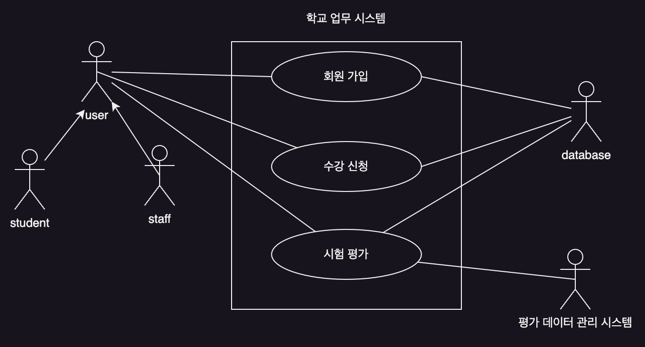 학교 업무 시스템
회원 가입
user
database
수강 신청
student
staff
시험 평가
평가 데이터 관리 시스템